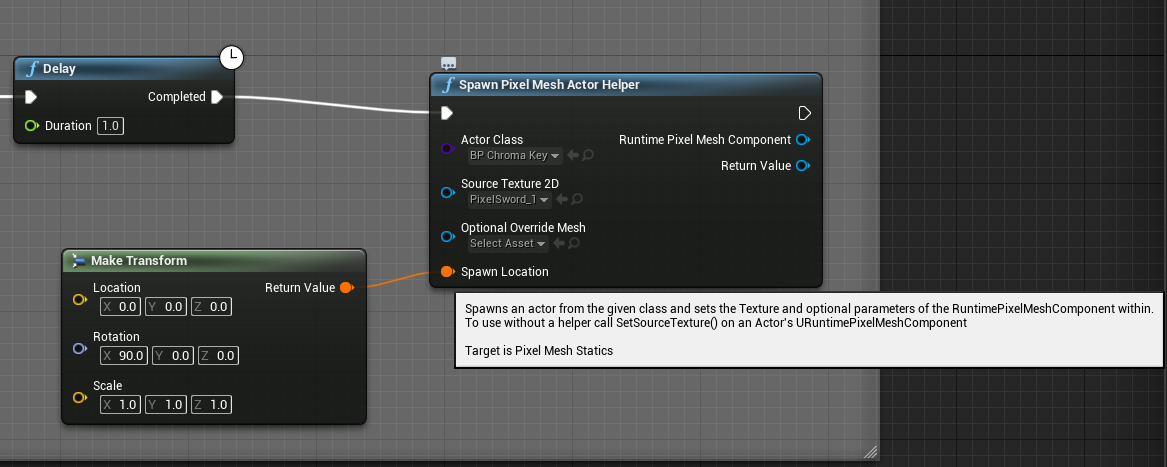 Delay
Completed
Duration 1.0
Spawn Pixel Mesh Actor Helper
Actor Class
BP Chroma Key
Runtime Pixel Mesh Component
Return Value
Source Texture 2D
PixelSword_1
Optional Override Mesh
Select Asset
Spawn Location
Make Transform
Location
X 0.0 Y 0.0 Z 0.0
Return Value
Rotation
X 90.0 Y 0.0 Z 0.0
Scale
X 1.0 Y 1.0 Z 1.0
Spawns an actor from the given class and sets the Texture and optional parameters of the RuntimePixelMeshComponent within.
To use without a helper call SetSourceTexture() on an Actor's URuntimePixelMeshComponent
Target is Pixel Mesh Statics